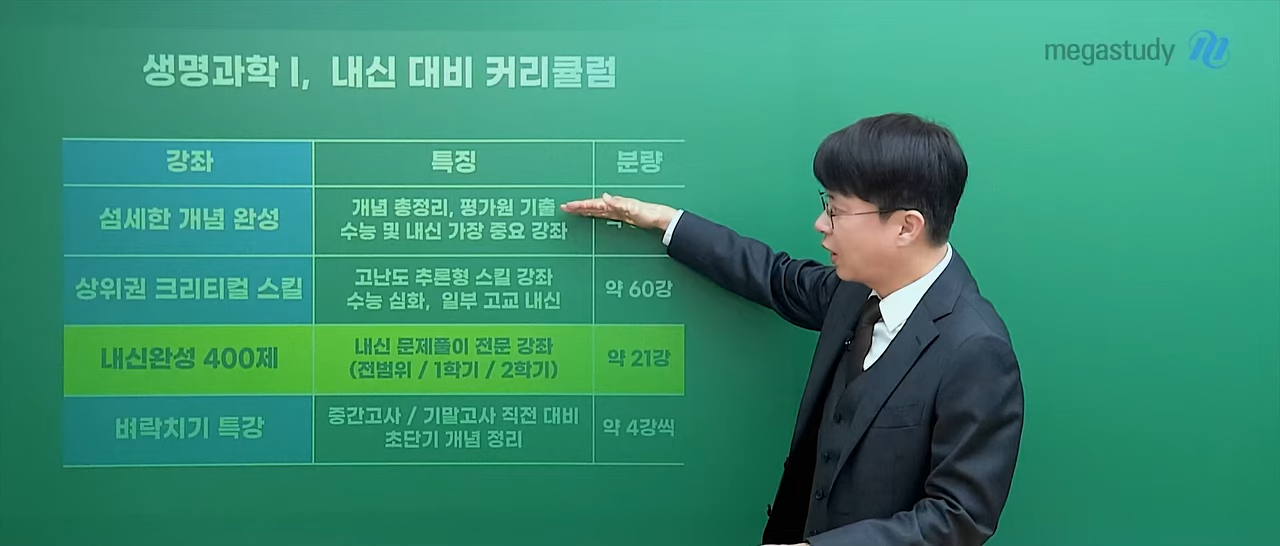 megastudy
생명과학 I, 내신 대비 커리큘럼
강좌 특징 분량
섬세한 개념 완성
개념 총정리, 평가원 기출
수능 및 내신 가장 중요 강좌
상위권 크리티컬 스킬
고난도 추론형 스킬 강좌
수능 심화, 일부 고교 내신
약 60강
내신완성 400제
내신 문제풀이 전문 강좌
(전범위 / 1학기 / 2학기)
약 21강
벼락치기 특강
중간고사 / 기말고사 직전 대비
초단기 개념 정리
약 4강씩